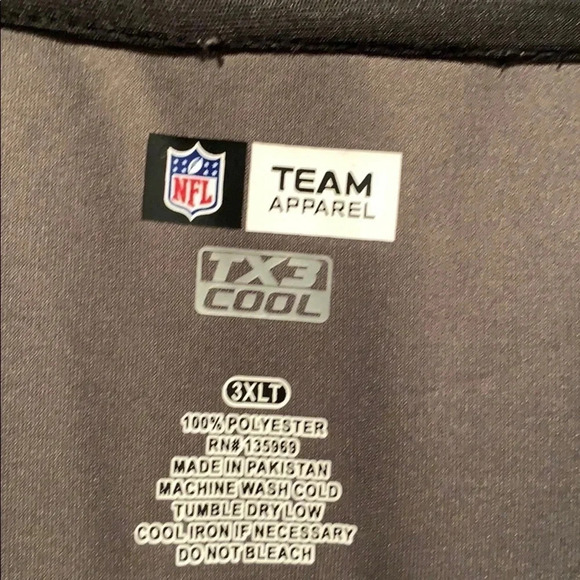 NFL
TEAM
APPAREL
TX3
COOL
3XLT
100% POLYESTER
RN# 135969
MADE IN PAKISTAN
MACHINE WASH COLD
TUMBLE DRY LOW
COOL IRON IF NECESSARY
DO NOT BLEACH